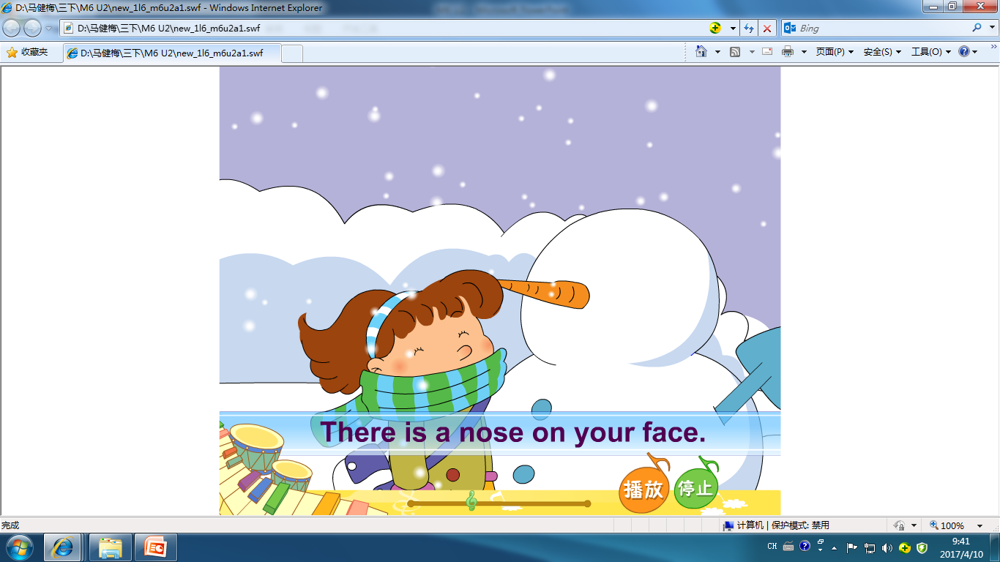 D:\马健梅\三下\M6 U2\new_1l6_m6u2a1.swf - Windows Internet Explorer
D:\马健梅\三下\M6 U2\new_1l6_m6u2a1.swf
Bing
收藏夹
D:\马健梅\三下\M6 U2\new_1l6_m6u2a1.swf
页面(P) 安全(S) 工具(O)
There is a nose on your face.
播放 停止
完成
计算机 | 保护模式: 禁用
100%
CH
9:41
2017/4/10